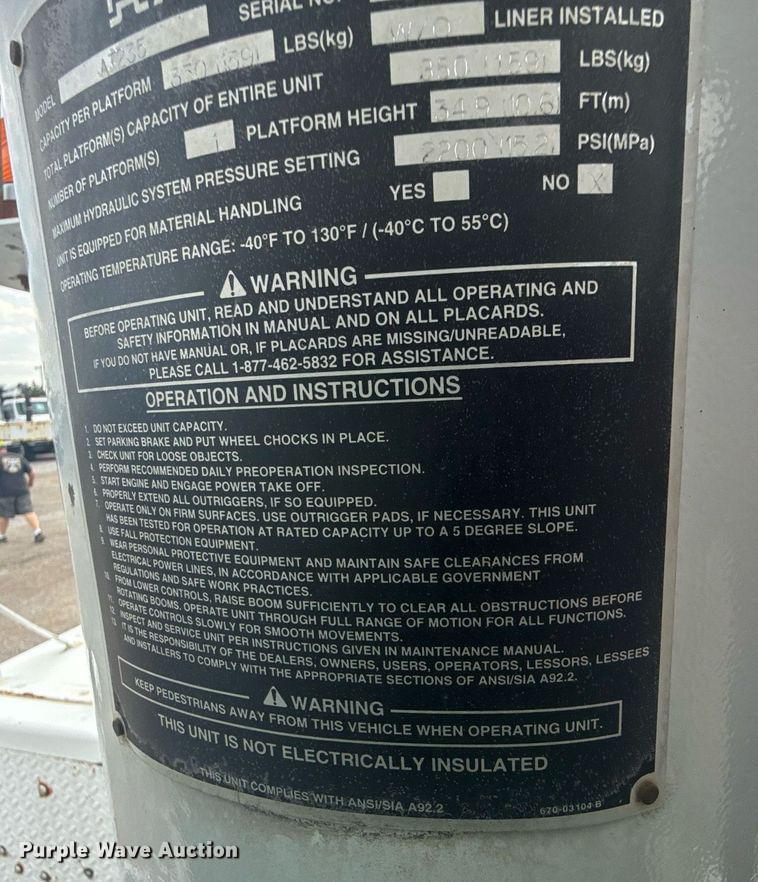 SERIAL NO.
MODEL AT235 W/O LINER INSTALLED
CAPACITY PER PLATFORM 350 (159) LBS(kg)
TOTAL PLATFORM(S) CAPACITY OF ENTIRE UNIT 350 (159) LBS(kg)
NUMBER OF PLATFORM(S) 1 PLATFORM HEIGHT 34.9 (10.6) FT(m)
MAXIMUM HYDRAULIC SYSTEM PRESSURE SETTING 2200 (15.2) PSI(MPa)
UNIT IS EQUIPPED FOR MATERIAL HANDLING YES NO X
OPERATING TEMPERATURE RANGE: -40°F TO 130°F / (-40°C TO 55°C)
WARNING
BEFORE OPERATING UNIT, READ AND UNDERSTAND ALL OPERATING AND
SAFETY INFORMATION IN MANUAL AND ON ALL PLACARDS.
IF YOU DO NOT HAVE MANUAL OR, IF PLACARDS ARE MISSING/UNREADABLE,
PLEASE CALL 1-877-462-5832 FOR ASSISTANCE.
OPERATION AND INSTRUCTIONS
1. DO NOT EXCEED UNIT CAPACITY.
2. SET PARKING BRAKE AND PUT WHEEL CHOCKS IN PLACE.
3. CHECK UNIT FOR LOOSE OBJECTS.
4. PERFORM RECOMMENDED DAILY PREOPERATION INSPECTION.
5. START ENGINE AND ENGAGE POWER TAKE OFF.
6. PROPERLY EXTEND ALL OUTRIGGERS, IF SO EQUIPPED.
7. OPERATE ONLY ON FIRM SURFACES. USE OUTRIGGER PADS, IF NECESSARY. THIS UNIT
HAS BEEN TESTED FOR OPERATION AT RATED CAPACITY UP TO A 5 DEGREE SLOPE.
8. USE FALL PROTECTION EQUIPMENT.
9. WEAR PERSONAL PROTECTIVE EQUIPMENT AND MAINTAIN SAFE CLEARANCES FROM
ELECTRICAL POWER LINES, IN ACCORDANCE WITH APPLICABLE GOVERNMENT
REGULATIONS AND SAFE WORK PRACTICES.
10. FROM LOWER CONTROLS, RAISE BOOM SUFFICIENTLY TO CLEAR ALL OBSTRUCTIONS BEFORE
ROTATING BOOMS. OPERATE UNIT THROUGH FULL RANGE OF MOTION FOR ALL FUNCTIONS.
11. OPERATE CONTROLS SLOWLY FOR SMOOTH MOVEMENTS.
12. INSPECT AND SERVICE UNIT PER INSTRUCTIONS GIVEN IN MAINTENANCE MANUAL.
13. IT IS THE RESPONSIBILITY OF THE DEALERS, OWNERS, USERS, OPERATORS, LESSORS, LESSEES
AND INSTALLERS TO COMPLY WITH THE APPROPRIATE SECTIONS OF ANSI/SIA A92.2.
WARNING
KEEP PEDESTRIANS AWAY FROM THIS VEHICLE WHEN OPERATING UNIT.
THIS UNIT IS NOT ELECTRICALLY INSULATED
THIS UNIT COMPLIES WITH ANSI/SIA A92.2
670-03104 B
Purple Wave Auction